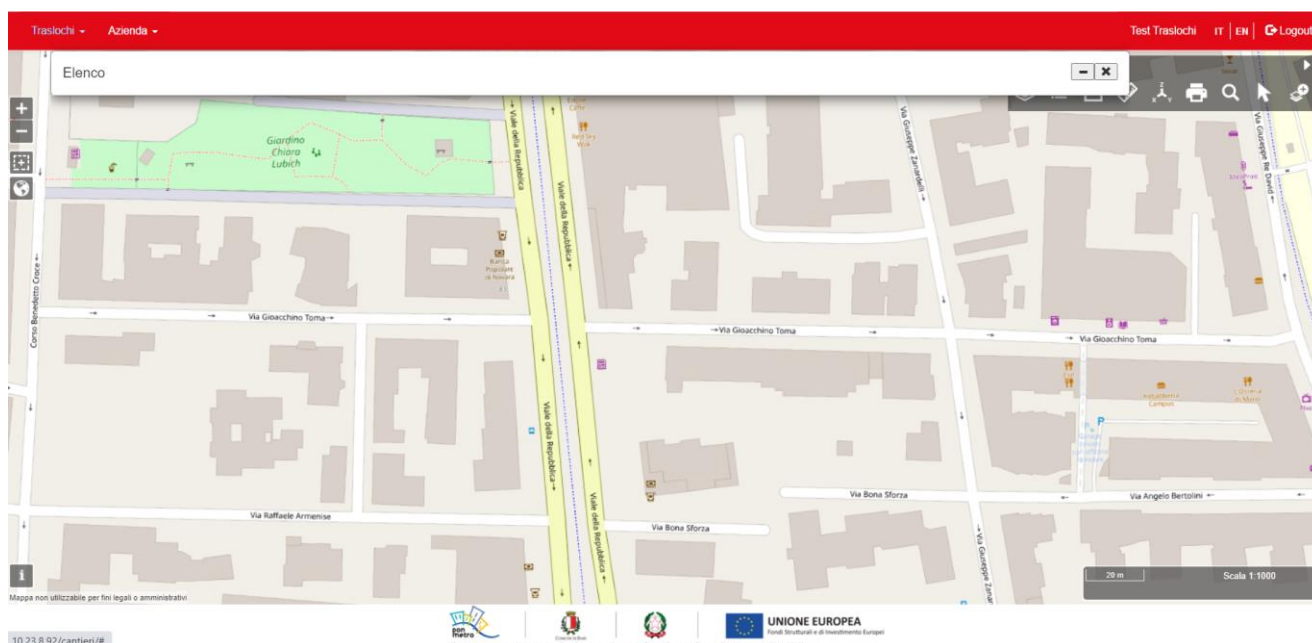 Traslochi
Azienda
Test Traslochi
IT
EN
Logout
Elenco
Giardino
Chiara
Lubich
Viale della Repubblica
Viale della Repubblica
Via Giuseppe Zanardelli
Via Giuseppe Re David
Corso Benedetto Croce
Banca
Popolare
di Novara
Via Gioacchino Toma
Via Gioacchino Toma
Via Gioacchino Toma
Viale della Repubblica
Viale della Repubblica
P
Via Raffaele Armenise
Via Bona Sforza
Via Bona Sforza
Via Angelo Bertolini
Via Giuseppe
20 m
Scala 1:1000
Mappa non utilizzabile per fini legali o amministrativi
pon
metro
UNIONE EUROPEA
Fondi Strutturali e di Investimento Europei
10.23.8.92/cantieri/#